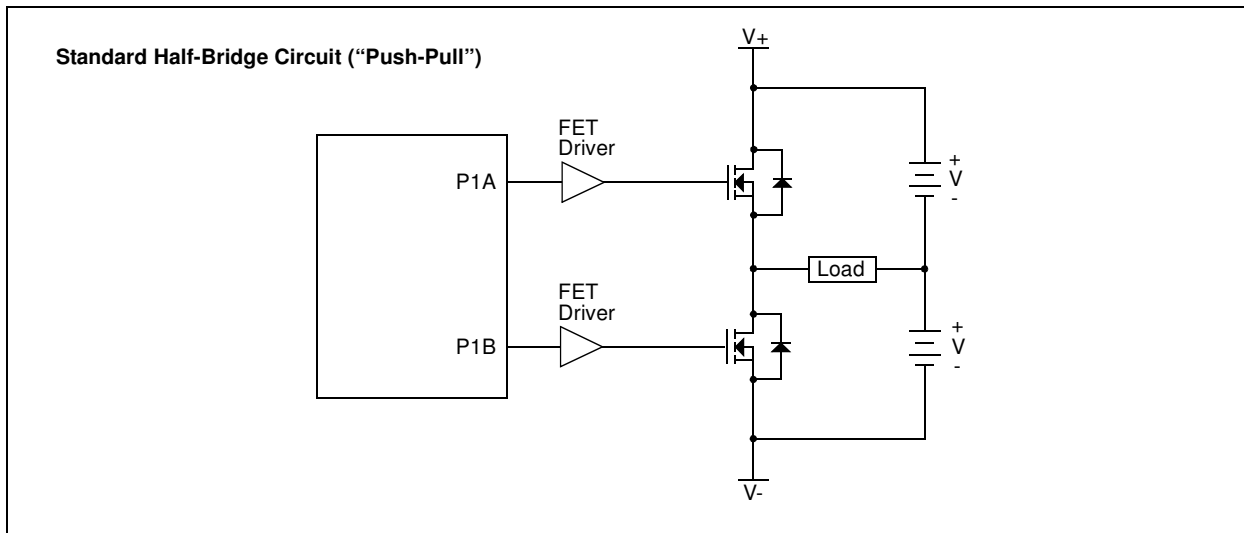 Standard Half-Bridge Circuit (“Push-Pull”)
V+
FET
Driver
P1A
+
V
-
Load
FET
Driver
P1B
+
V
-
V-